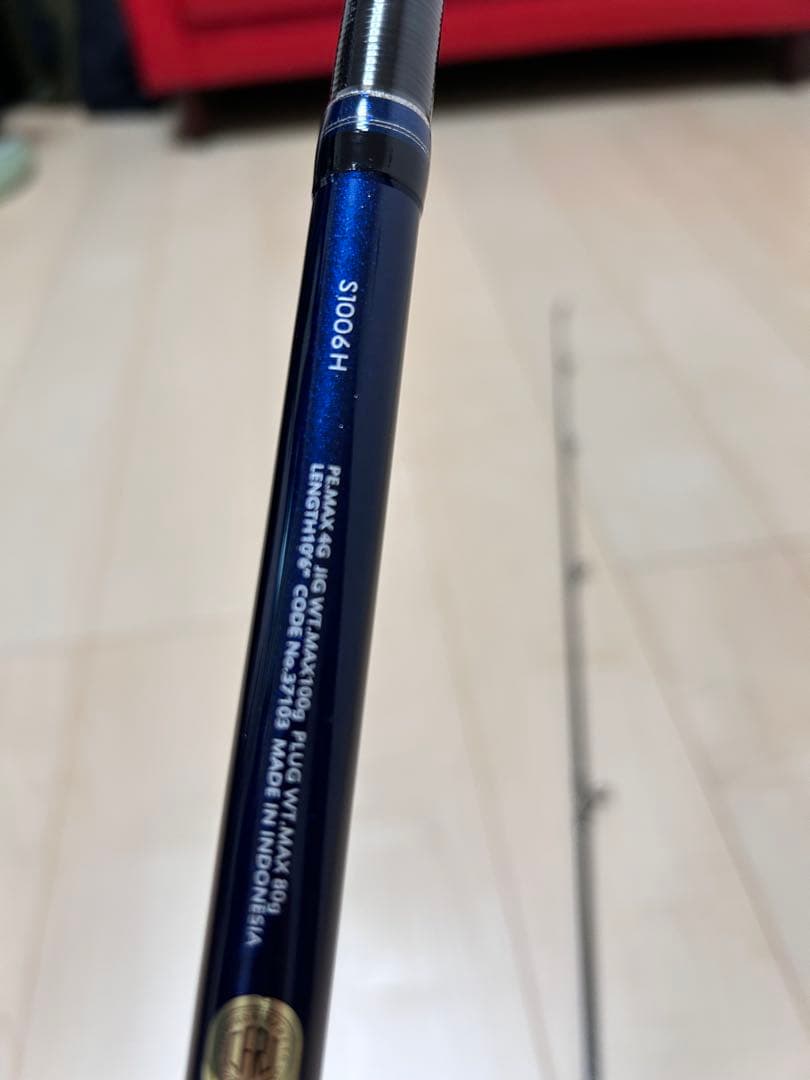 S1006H
PE.MAX 4G JIG WT.MAX100g PLUG WT.MAX 80g
LENGTH10'6" CODE No.37103 MADE IN INDONESIA